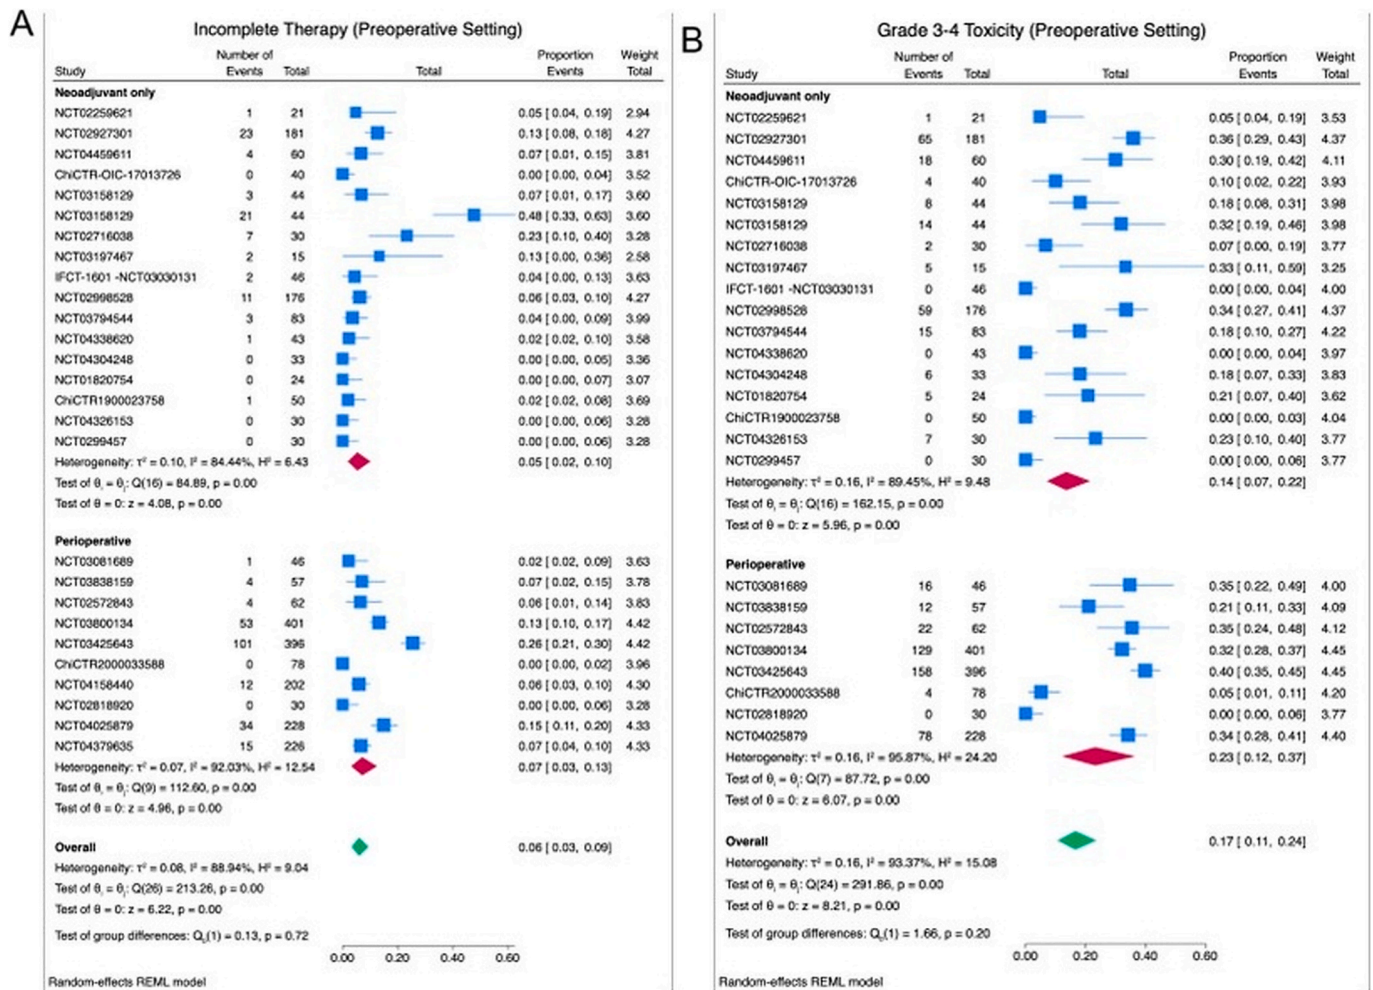 A
Incomplete Therapy (Preoperative Setting)
Number of Proportion Weight
Study Events Total Total Events Total
Neoadjuvant only
NCT02259621 1 21 0.05 [ 0.04, 0.19] 2.94
NCT02927301 23 181 0.13 [ 0.08, 0.18] 4.27
NCT04459611 4 60 0.07 [ 0.01, 0.15] 3.81
ChiCTR-OIC-17013726 0 40 0.00 [ 0.00, 0.04] 3.52
NCT03158129 3 44 0.07 [ 0.01, 0.17] 3.60
NCT03158129 21 44 0.48 [ 0.33, 0.63] 3.60
NCT02716038 7 30 0.23 [ 0.10, 0.40] 3.28
NCT03197467 2 15 0.13 [ 0.00, 0.36] 2.58
IFCT-1601 -NCT03030131 2 46 0.04 [ 0.00, 0.13] 3.63
NCT02998528 11 176 0.06 [ 0.03, 0.10] 4.27
NCT03794544 3 83 0.04 [ 0.00, 0.09] 3.99
NCT04338620 1 43 0.02 [ 0.02, 0.10] 3.58
NCT04304248 0 33 0.00 [ 0.00, 0.05] 3.36
NCT01820754 0 24 0.00 [ 0.00, 0.07] 3.07
ChiCTR1900023758 1 50 0.02 [ 0.02, 0.08] 3.69
NCT04326153 0 30 0.00 [ 0.00, 0.06] 3.28
NCT0299457 0 30 0.00 [ 0.00, 0.06] 3.28
Heterogeneity: τ² = 0.10, I² = 84.44%, H² = 6.43 0.05 [ 0.02, 0.10]
Test of θᵢ = θⱼ: Q(16) = 84.89, p = 0.00
Test of θ = 0: z = 4.08, p = 0.00
Perioperative
NCT03081689 1 46 0.02 [ 0.02, 0.09] 3.63
NCT03838159 4 57 0.07 [ 0.02, 0.15] 3.78
NCT02572843 4 62 0.06 [ 0.01, 0.14] 3.83
NCT03800134 53 401 0.13 [ 0.10, 0.17] 4.42
NCT03425643 101 396 0.26 [ 0.21, 0.30] 4.42
ChiCTR2000033588 0 78 0.00 [ 0.00, 0.02] 3.96
NCT04158440 12 202 0.06 [ 0.03, 0.10] 4.30
NCT02818920 0 30 0.00 [ 0.00, 0.06] 3.28
NCT04025879 34 228 0.15 [ 0.11, 0.20] 4.33
NCT04379635 15 226 0.07 [ 0.04, 0.10] 4.33
Heterogeneity: τ² = 0.07, I² = 92.03%, H² = 12.54 0.07 [ 0.03, 0.13]
Test of θᵢ = θⱼ: Q(9) = 112.60, p = 0.00
Test of θ = 0: z = 4.96, p = 0.00
Overall 0.06 [ 0.03, 0.09]
Heterogeneity: τ² = 0.08, I² = 88.94%, H² = 9.04
Test of θᵢ = θⱼ: Q(26) = 213.26, p = 0.00
Test of θ = 0: z = 6.22, p = 0.00
Test of group differences: Q_b(1) = 0.13, p = 0.72
0.00 0.20 0.40 0.60
Random-effects REML model
B
Grade 3-4 Toxicity (Preoperative Setting)
Number of Proportion Weight
Study Events Total Total Events Total
Neoadjuvant only
NCT02259621 1 21 0.05 [ 0.04, 0.19] 3.53
NCT02927301 65 181 0.36 [ 0.29, 0.43] 4.37
NCT04459611 18 60 0.30 [ 0.19, 0.42] 4.11
ChiCTR-OIC-17013726 4 40 0.10 [ 0.02, 0.22] 3.93
NCT03158129 8 44 0.18 [ 0.08, 0.31] 3.98
NCT03158129 14 44 0.32 [ 0.19, 0.46] 3.98
NCT02716038 2 30 0.07 [ 0.00, 0.19] 3.77
NCT03197467 5 15 0.33 [ 0.11, 0.59] 3.25
IFCT-1601 -NCT03030131 0 46 0.00 [ 0.00, 0.04] 4.00
NCT02998528 59 176 0.34 [ 0.27, 0.41] 4.37
NCT03794544 15 83 0.18 [ 0.10, 0.27] 4.22
NCT04338620 0 43 0.00 [ 0.00, 0.04] 3.97
NCT04304248 6 33 0.18 [ 0.07, 0.33] 3.83
NCT01820754 5 24 0.21 [ 0.07, 0.40] 3.62
ChiCTR1900023758 0 50 0.00 [ 0.00, 0.03] 4.04
NCT04326153 7 30 0.23 [ 0.10, 0.40] 3.77
NCT0299457 0 30 0.00 [ 0.00, 0.06] 3.77
Heterogeneity: τ² = 0.16, I² = 89.45%, H² = 9.48 0.14 [ 0.07, 0.22]
Test of θᵢ = θⱼ: Q(16) = 162.15, p = 0.00
Test of θ = 0: z = 5.96, p = 0.00
Perioperative
NCT03081689 16 46 0.35 [ 0.22, 0.49] 4.00
NCT03838159 12 57 0.21 [ 0.11, 0.33] 4.09
NCT02572843 22 62 0.35 [ 0.24, 0.48] 4.12
NCT03800134 129 401 0.32 [ 0.28, 0.37] 4.45
NCT03425643 158 396 0.40 [ 0.35, 0.45] 4.45
ChiCTR2000033588 4 78 0.05 [ 0.01, 0.11] 4.20
NCT02818920 0 30 0.00 [ 0.00, 0.06] 3.77
NCT04025879 78 228 0.34 [ 0.28, 0.41] 4.40
Heterogeneity: τ² = 0.16, I² = 95.87%, H² = 24.20 0.23 [ 0.12, 0.37]
Test of θᵢ = θⱼ: Q(7) = 87.72, p = 0.00
Test of θ = 0: z = 6.07, p = 0.00
Overall 0.17 [ 0.11, 0.24]
Heterogeneity: τ² = 0.16, I² = 93.37%, H² = 15.08
Test of θᵢ = θⱼ: Q(24) = 291.86, p = 0.00
Test of θ = 0: z = 8.21, p = 0.00
Test of group differences: Q_b(1) = 1.66, p = 0.20
0.00 0.20 0.40 0.60
Random-effects REML model